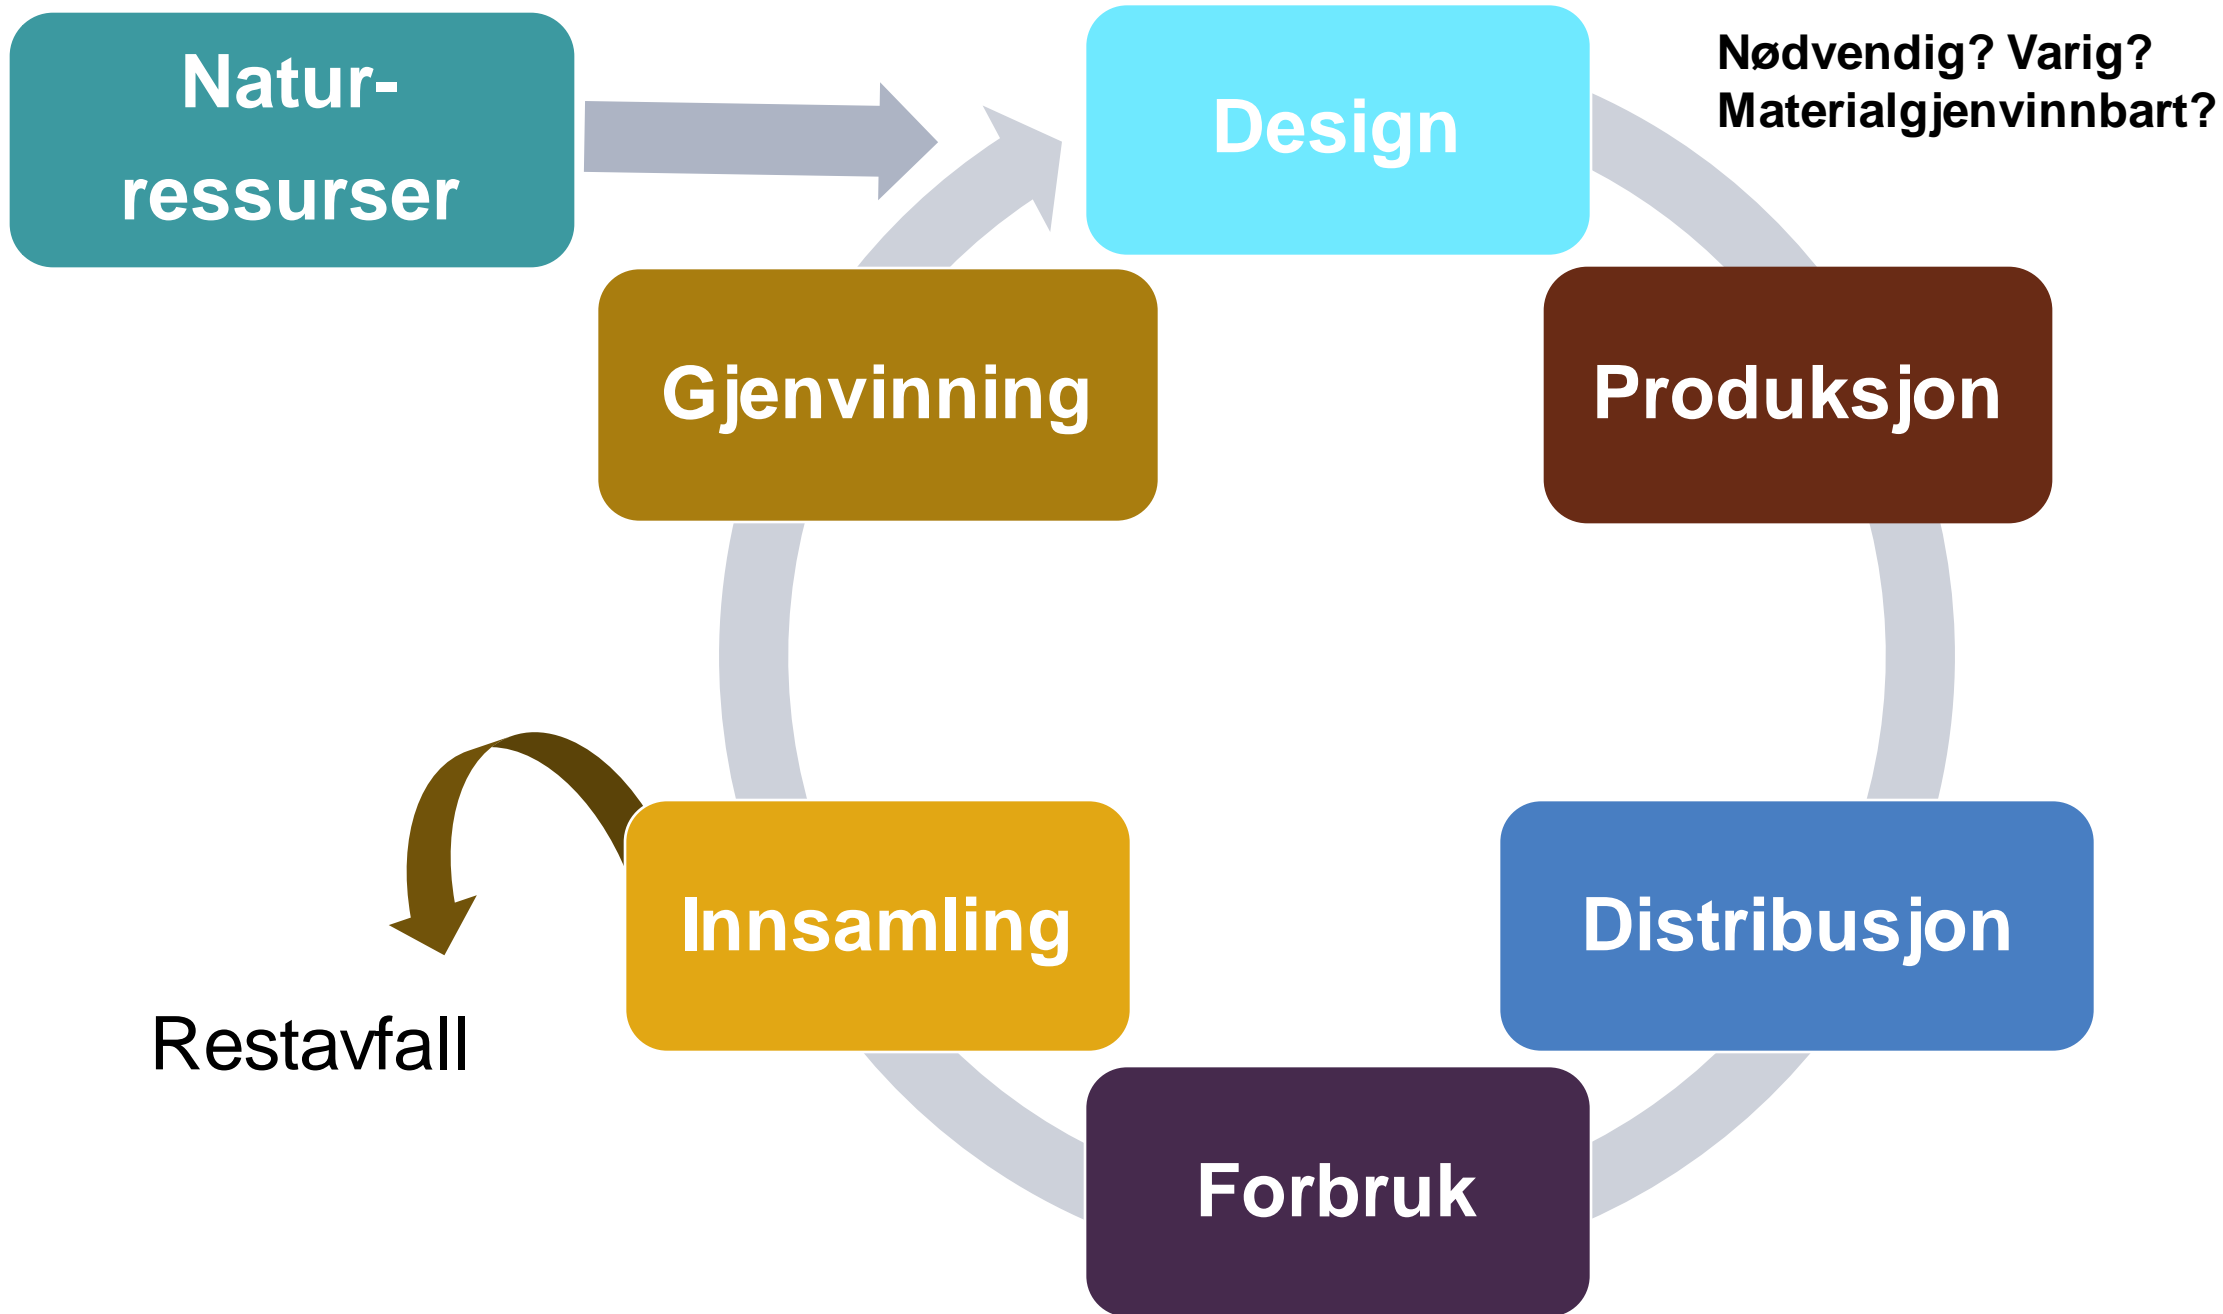 Natur-
ressurser
Design
Nødvendig? Varig?
Materialgjenvinnbart?
Gjenvinning
Produksjon
Innsamling
Distribusjon
Restavfall
Forbruk